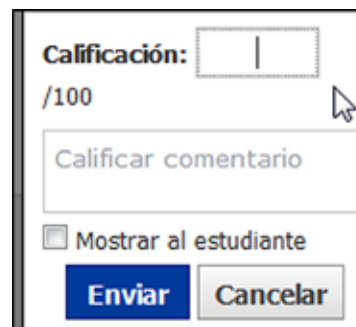 Calificación:
/100
Calificar comentario
Mostrar al estudiante
Enviar Cancelar